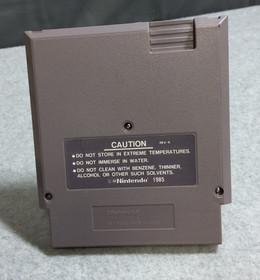 CAUTION REV-A
● DO NOT STORE IN EXTREME TEMPERATURES.
● DO NOT IMMERSE IN WATER.
● DO NOT CLEAN WITH BENZENE, THINNER,
ALCOHOL OR OTHER SUCH SOLVENTS.
©Nintendo 1985